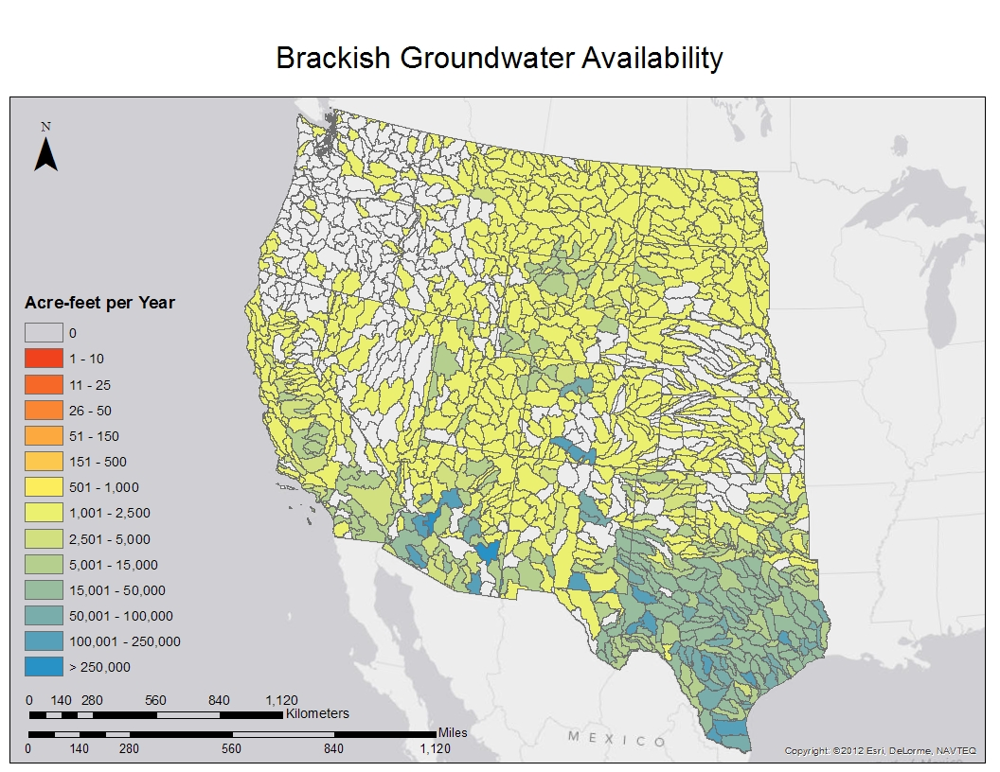 Brackish Groundwater Availability
N
Acre-feet per Year
0
1 - 10
11 - 25
26 - 50
51 - 150
151 - 500
501 - 1,000
1,001 - 2,500
2,501 - 5,000
5,001 - 15,000
15,001 - 50,000
50,001 - 100,000
100,001 - 250,000
> 250,000
0 140 280 560 840 1,120
Kilometers
Miles
0 140 280 560 840 1,120
MEXICO
Copyright: ©2012 Esri, DeLorme, NAVTEQ